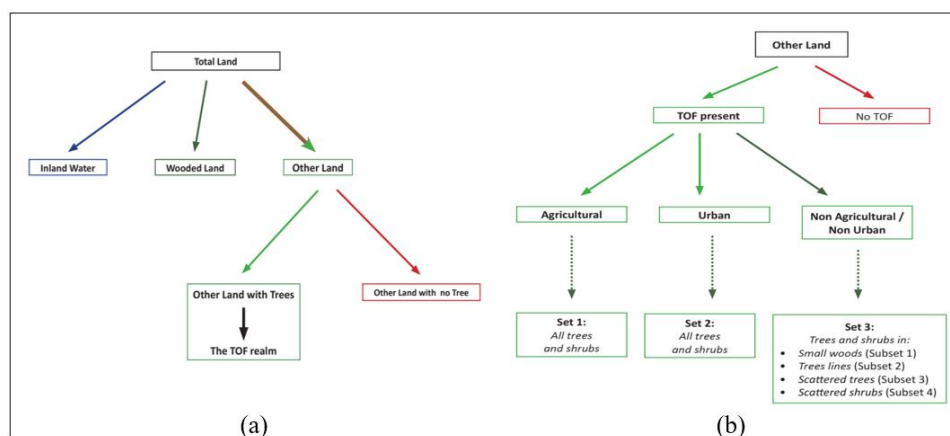 Total Land
Inland Water
Wooded Land
Other Land
Other Land with Trees
The TOF realm
Other Land with no Tree
(a)
Other Land
TOF present
No TOF
Agricultural
Urban
Non Agricultural /
Non Urban
Set 1:
All trees
and shrubs
Set 2:
All trees
and shrubs
Set 3:
Trees and shrubs in:
• Small woods (Subset 1)
• Trees lines (Subset 2)
• Scattered trees (Subset 3)
• Scattered shrubs (Subset 4)
(b)